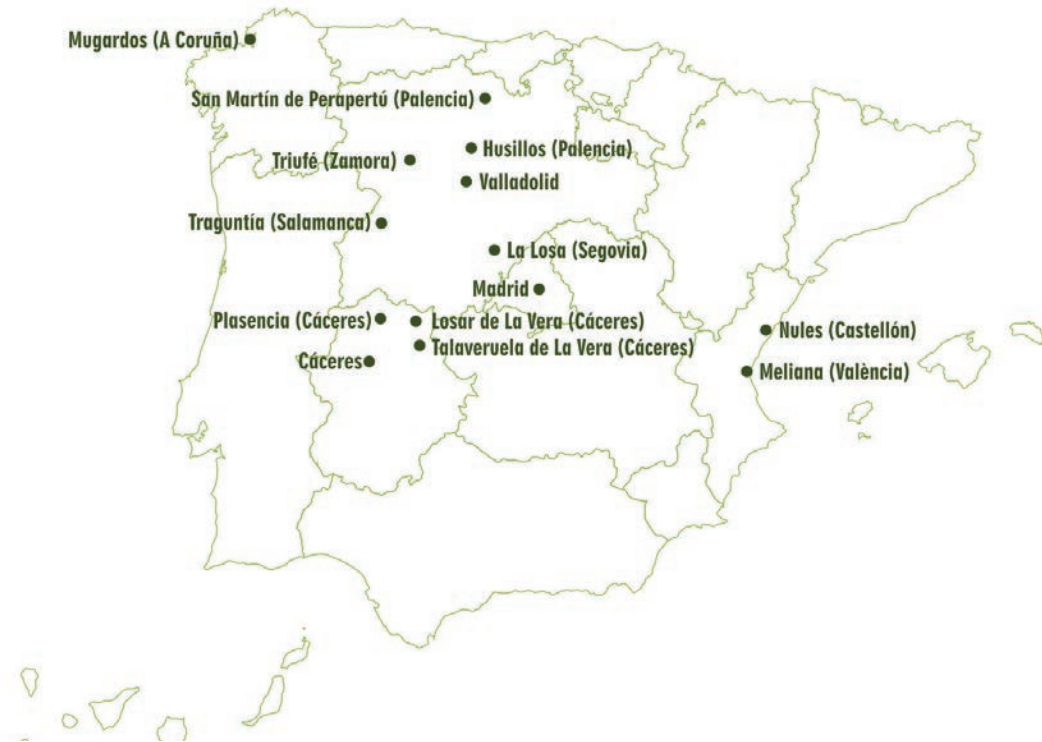 Mugardos (A Coruña)
San Martín de Perapertú (Palencia)
Husillos (Palencia)
Triufé (Zamora)
Valladolid
Traguntía (Salamanca)
La Losa (Segovia)
Madrid
Plasencia (Cáceres)
Losar de La Vera (Cáceres)
Nules (Castellón)
Talaveruela de La Vera (Cáceres)
Cáceres
Meliana (València)